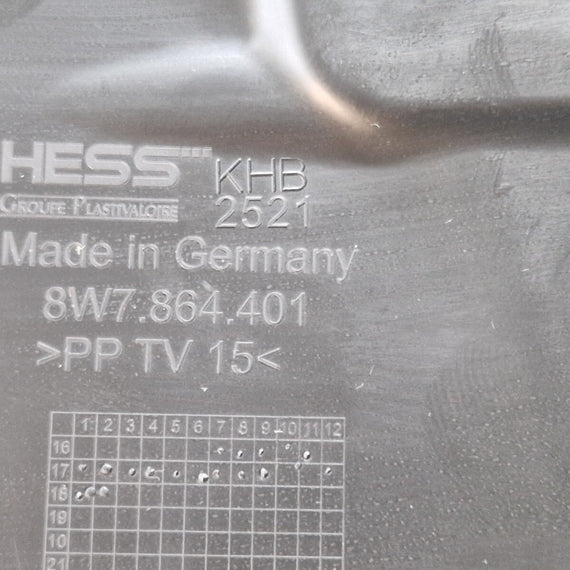 HESS
GROUPE PLASTIVALOIRE
KHB
2521
Made in Germany
8W7.864.401
>PP TV 15<
1 2 3 4 5 6 7 8 9 10 11 12
16
17
18
19
10
21